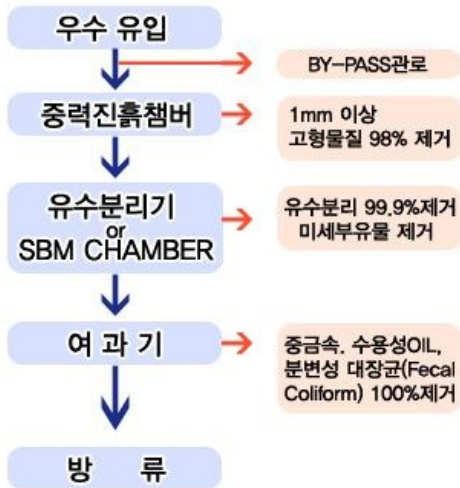 우수 유입
BY-PASS관로
중력진흙챔버
1mm 이상
고형물질 98% 제거
유수분리기
or
SBM CHAMBER
유수분리 99.9%제거
미세부유물 제거
여 과 기
중금속. 수용성OIL,
분변성 대장균(Fecal
Coliform) 100%제거
방 류